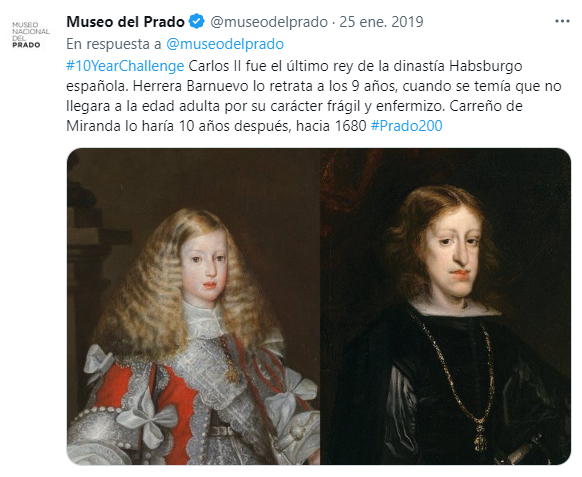 MUSEO
NACIONAL
DEL
PRADO
Museo del Prado @museodelprado · 25 ene. 2019
En respuesta a @museodelprado
#10YearChallenge Carlos II fue el último rey de la dinastía Habsburgo
española. Herrera Barnuevo lo retrata a los 9 años, cuando se temía que no
llegara a la edad adulta por su carácter frágil y enfermizo. Carreño de
Miranda lo haría 10 años después, hacia 1680 #Prado200